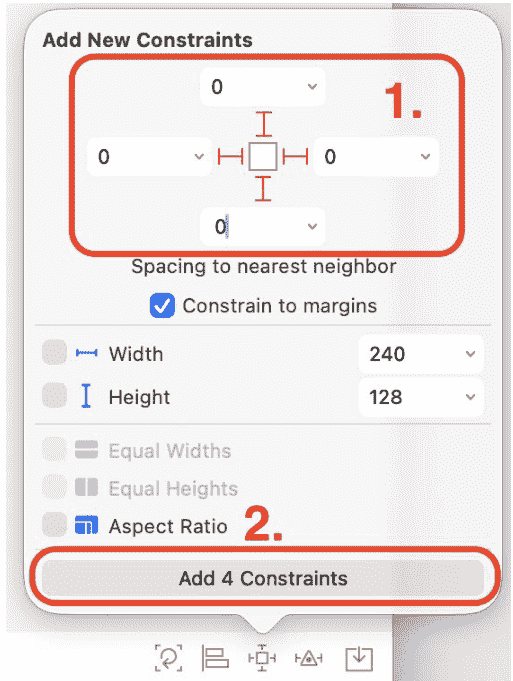 Add New Constraints
0
1.
0
0
0
Spacing to nearest neighbor
Constrain to margins
Width
240
Height
128
Equal Widths
Equal Heights
Aspect Ratio
2.
Add 4 Constraints